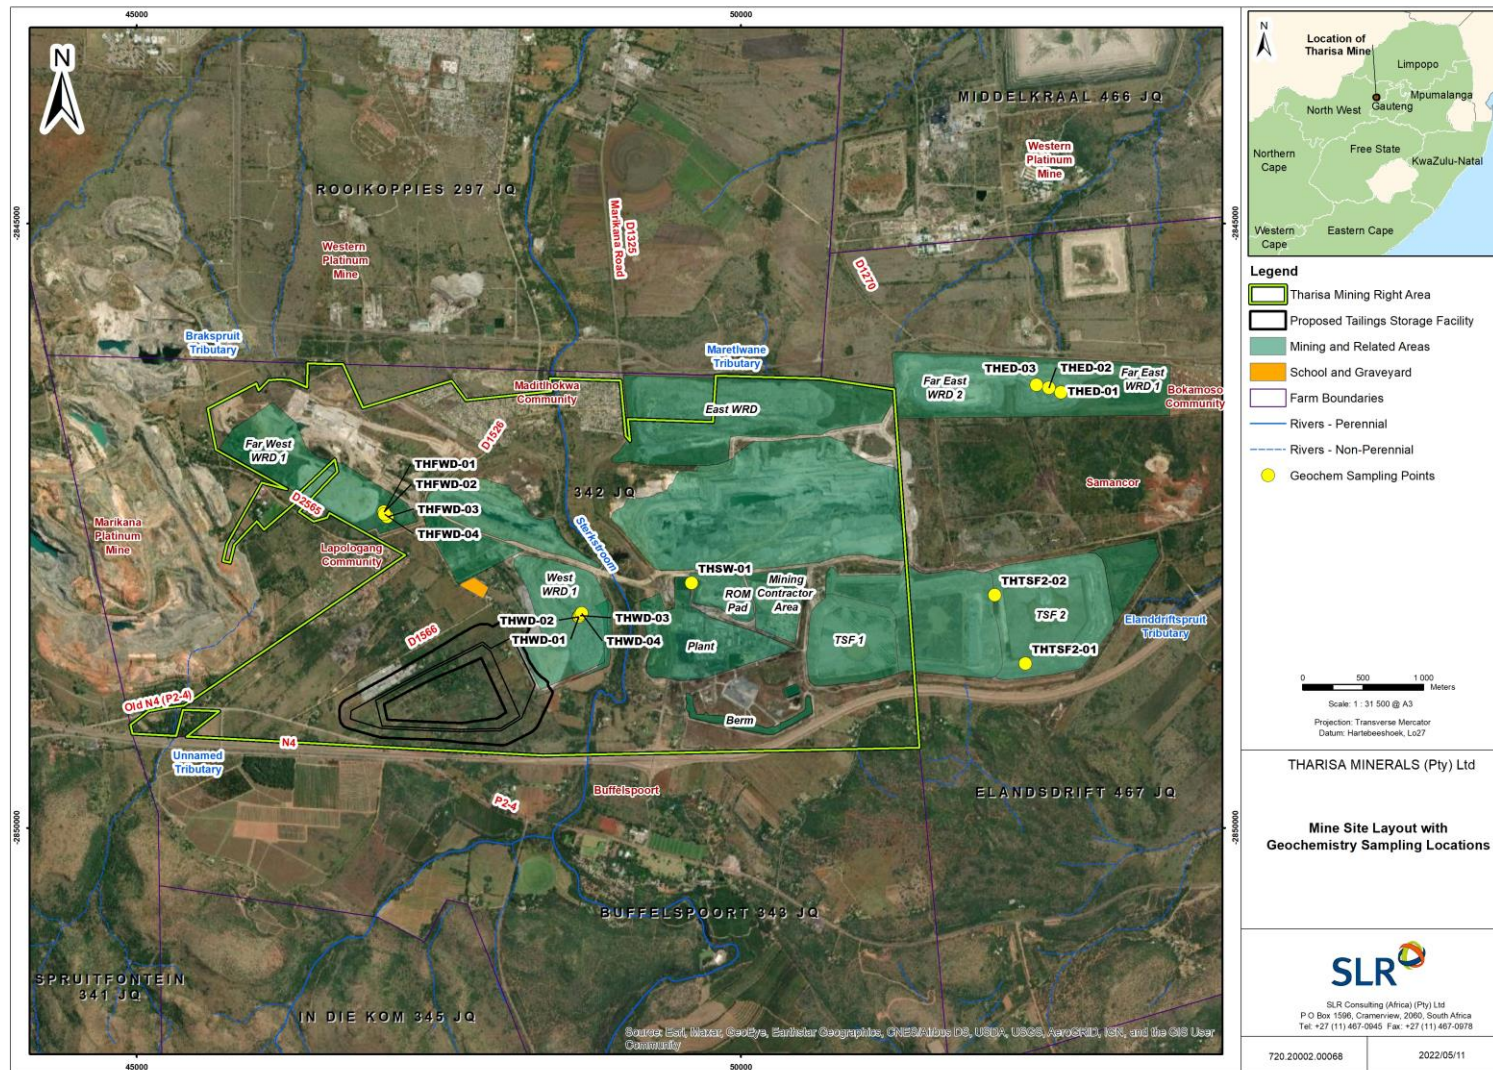 45000
50000
N
MIDDELKRAAL 466 JQ
Western
Platinum
Mine
ROOIKOPPIES 297 JQ
D1325
Marikana Road
-2845000
-2845000
Western
Platinum
Mine
D1270
Brakspruit
Tributary
Maretlwane
Tributary
Maditlhokwa
Community
THED-03
THED-02
THED-01
Far East
WRD 2
Far East
WRD 1
Bokamoso
Community
East WRD
D1526
Far West
WRD 1
THFWD-01
THFWD-02
THFWD-03
THFWD-04
342 JQ
Samancor
D2565
Marikana
Platinum
Mine
Lapologang
Community
Sterkstroom
West
WRD 1
THSW-01
ROM
Pad
Mining
Contractor
Area
THTSF2-02
TSF 2
THWD-02
THWD-01
THWD-03
THWD-04
Elanddriftspruit
Tributary
D1566
Plant
TSF 1
THTSF2-01
Old N4 (P2-4)
Berm
N4
Unnamed
Tributary
Buffelspoort
P2-4
ELANDSDRIFT 467 JQ
-2850000
-2850000
BUFFELSPOORT 343 JQ
SPRUITFONTEIN
341 JQ
IN DIE KOM 345 JQ
Source: Esri, Maxar, GeoEye, Earthstar Geographics, CNES/Airbus DS, USDA, USGS, AeroGRID, IGN, and the GIS User
Community
45000
50000
N
Location of
Tharisa Mine
Limpopo
Mpumalanga
North West
Gauteng
Free State
KwaZulu-Natal
Northern
Cape
Western
Cape
Eastern Cape
Legend
Tharisa Mining Right Area
Proposed Tailings Storage Facility
Mining and Related Areas
School and Graveyard
Farm Boundaries
Rivers - Perennial
Rivers - Non-Perennial
Geochem Sampling Points
0 500 1 000
Meters
Scale: 1 : 31 500 @ A3
Projection: Transverse Mercator
Datum: Hartebeeshoek, Lo27
THARISA MINERALS (Pty) Ltd
Mine Site Layout with
Geochemistry Sampling Locations
SLR
SLR Consulting (Africa) (Pty) Ltd
P O Box 1596, Cramerview, 2060, South Africa
Tel: +27 (11) 467-0945 Fax: +27 (11) 467-0978
720.20002.00068
2022/05/11